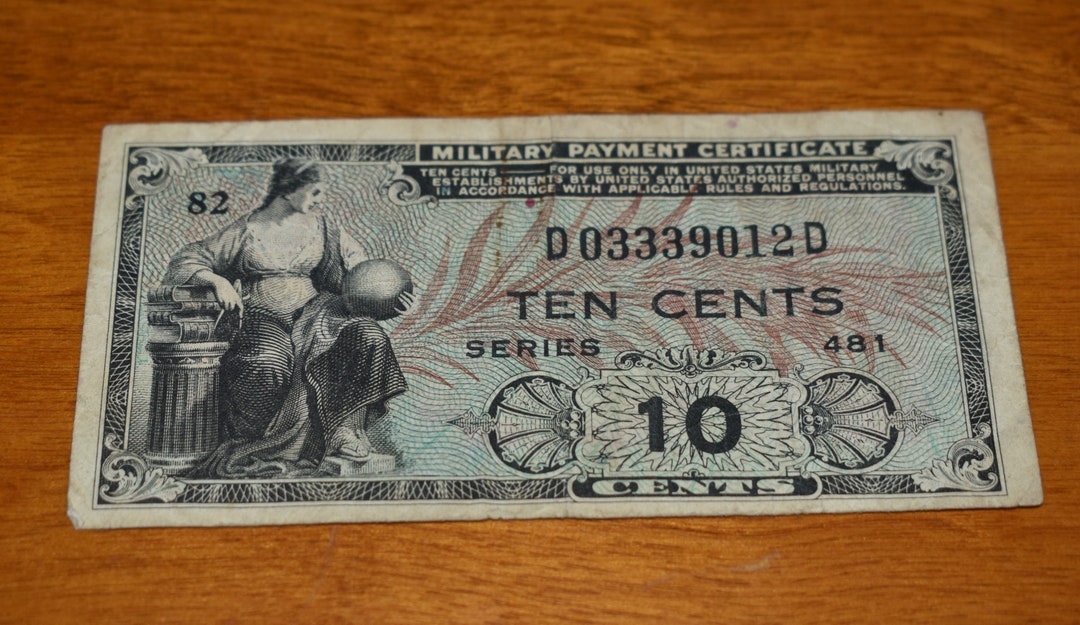 MILITARY PAYMENT CERTIFICATE
TEN CENTS — FOR USE ONLY IN UNITED STATES MILITARY
ESTABLISHMENTS BY UNITED STATES AUTHORIZED PERSONNEL
IN ACCORDANCE WITH APPLICABLE RULES AND REGULATIONS.
82
D03339012D
TEN CENTS
SERIES 481
10
CENTS